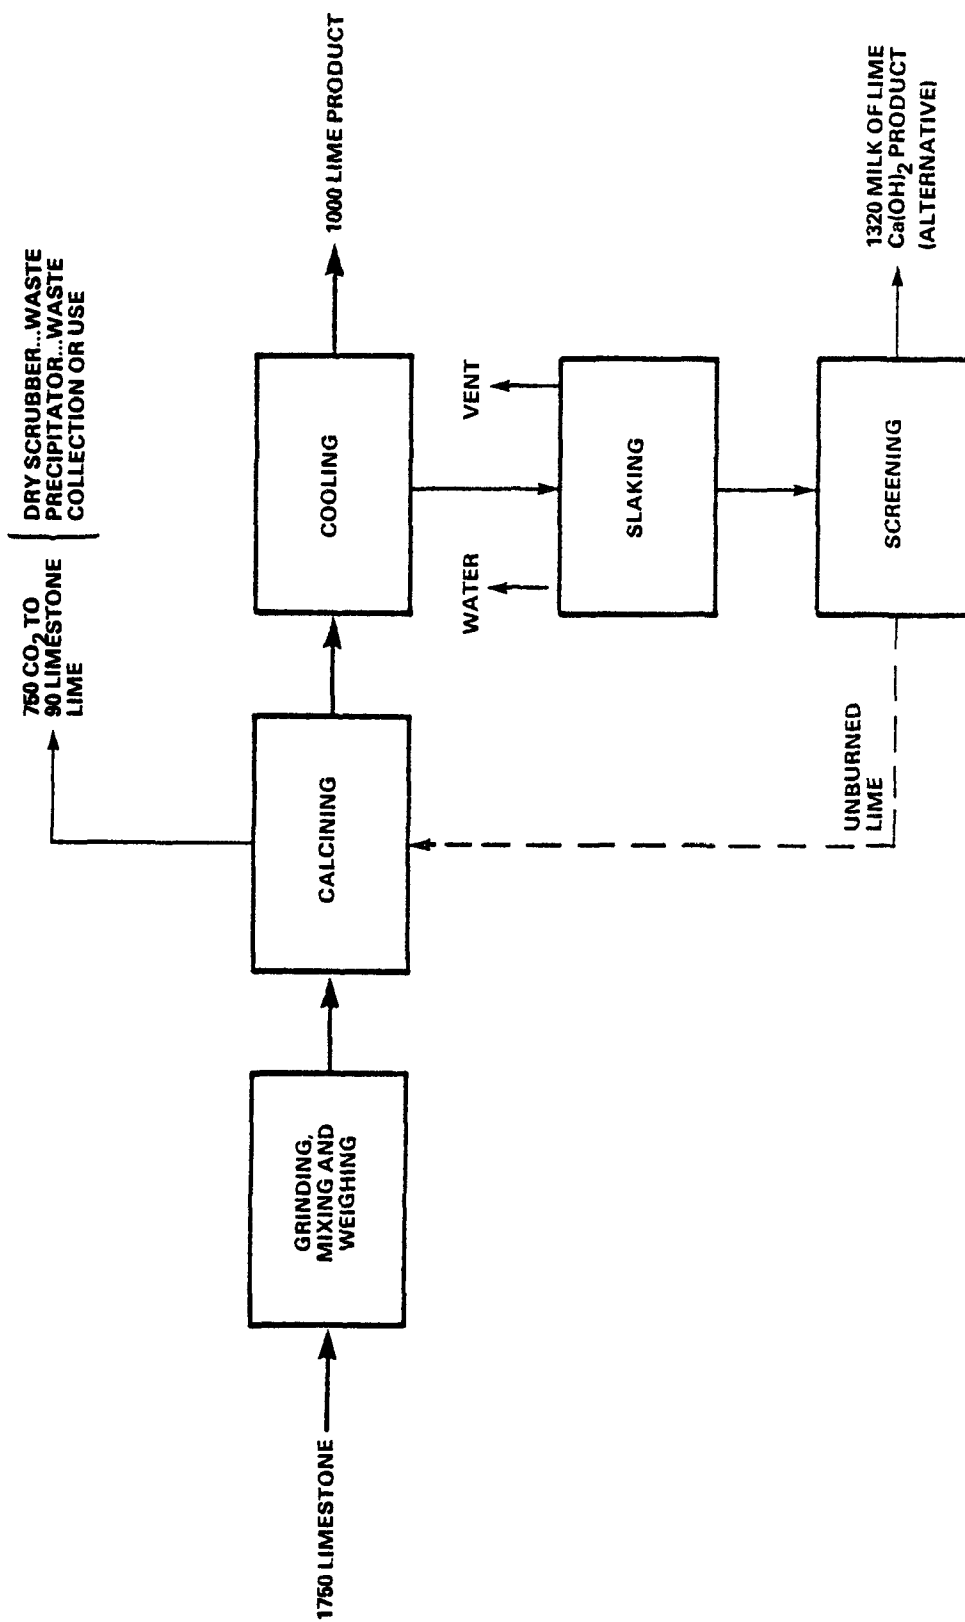 1750 LIMESTONE
GRINDING,
MIXING AND
WEIGHING
CALCINING
750 CO₂ TO
90 LIMESTONE
LIME
DRY SCRUBBER...WASTE
PRECIPITATOR...WASTE
COLLECTION OR USE
COOLING
1000 LIME PRODUCT
WATER
VENT
SLAKING
SCREENING
UNBURNED
LIME
1320 MILK OF LIME
Ca(OH)₂ PRODUCT
(ALTERNATIVE)